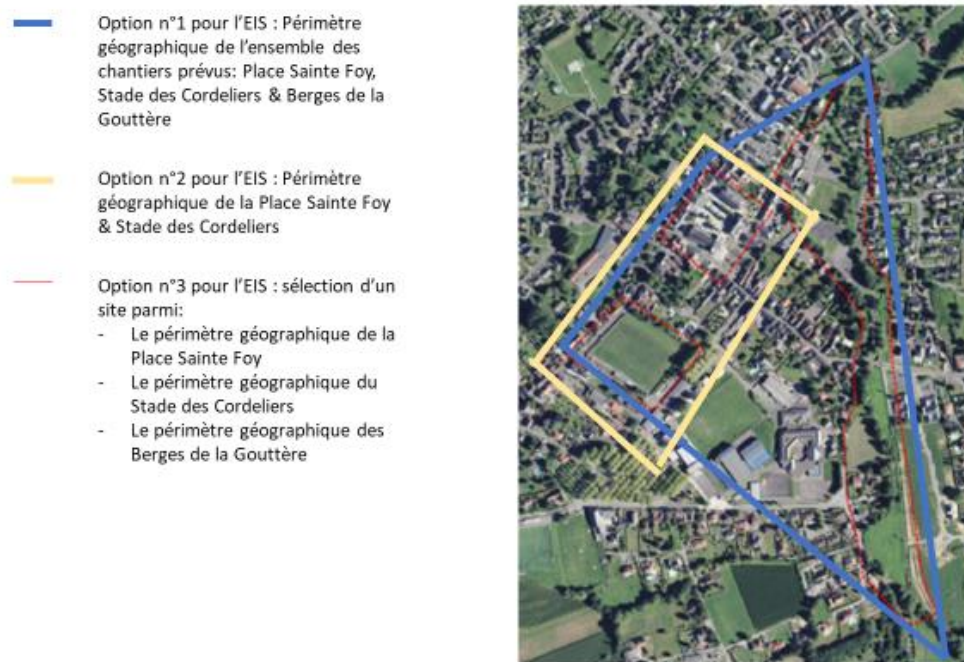 Option n°1 pour l’EIS : Périmètre
géographique de l’ensemble des
chantiers prévus: Place Sainte Foy,
Stade des Cordeliers & Berges de la
Gouttère
Option n°2 pour l’EIS : Périmètre
géographique de la Place Sainte Foy
& Stade des Cordeliers
Option n°3 pour l’EIS : sélection d’un
site parmi:
- Le périmètre géographique de la
Place Sainte Foy
- Le périmètre géographique du
Stade des Cordeliers
- Le périmètre géographique des
Berges de la Gouttère